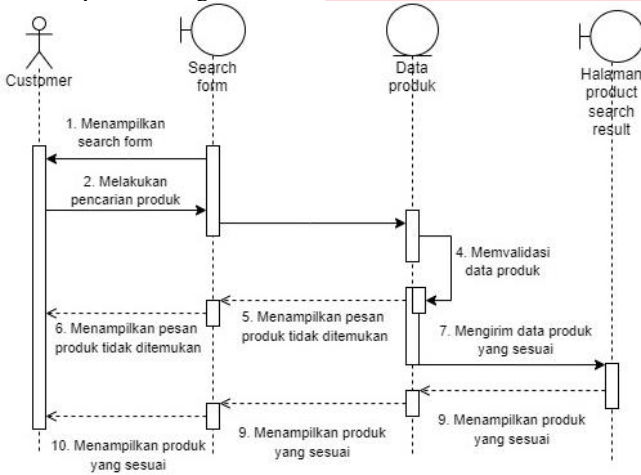 Customer
Search
form
Data
produk
Halaman
product
search
result
1. Menampilkan
search form
2. Melakukan
pencarian produk
4. Memvalidasi
data produk
5. Menampilkan pesan
produk tidak ditemukan
6. Menampilkan pesan
produk tidak ditemukan
7. Mengirim data produk
yang sesuai
9. Menampilkan produk
yang sesuai
9. Menampilkan produk
yang sesuai
10. Menampilkan produk
yang sesuai